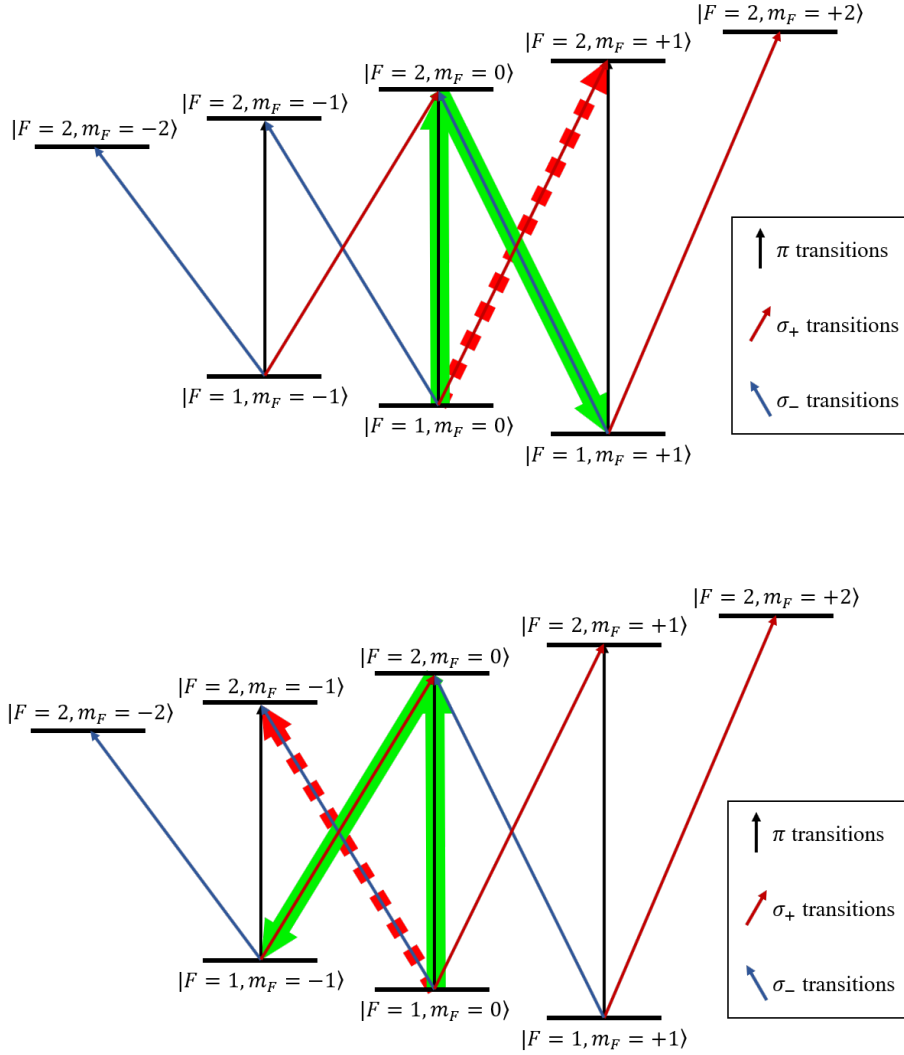 |F = 2, m_F = +2⟩
|F = 2, m_F = +1⟩
|F = 2, m_F = 0⟩
|F = 2, m_F = −1⟩
|F = 2, m_F = −2⟩
π transitions
σ₊ transitions
σ₋ transitions
|F = 1, m_F = −1⟩
|F = 1, m_F = 0⟩
|F = 1, m_F = +1⟩
|F = 2, m_F = +2⟩
|F = 2, m_F = +1⟩
|F = 2, m_F = 0⟩
|F = 2, m_F = −1⟩
|F = 2, m_F = −2⟩
π transitions
σ₊ transitions
σ₋ transitions
|F = 1, m_F = −1⟩
|F = 1, m_F = 0⟩
|F = 1, m_F = +1⟩